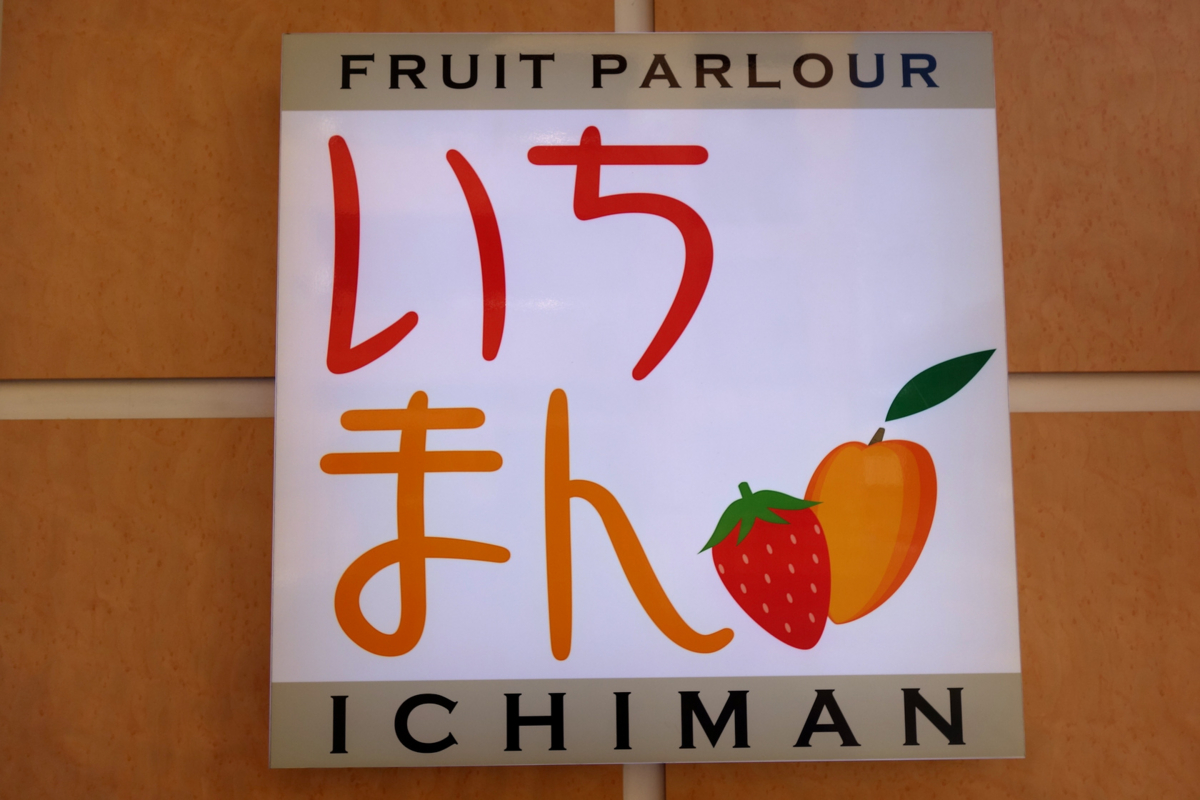 FRUIT PARLOUR
いち
まん
ICHIMAN